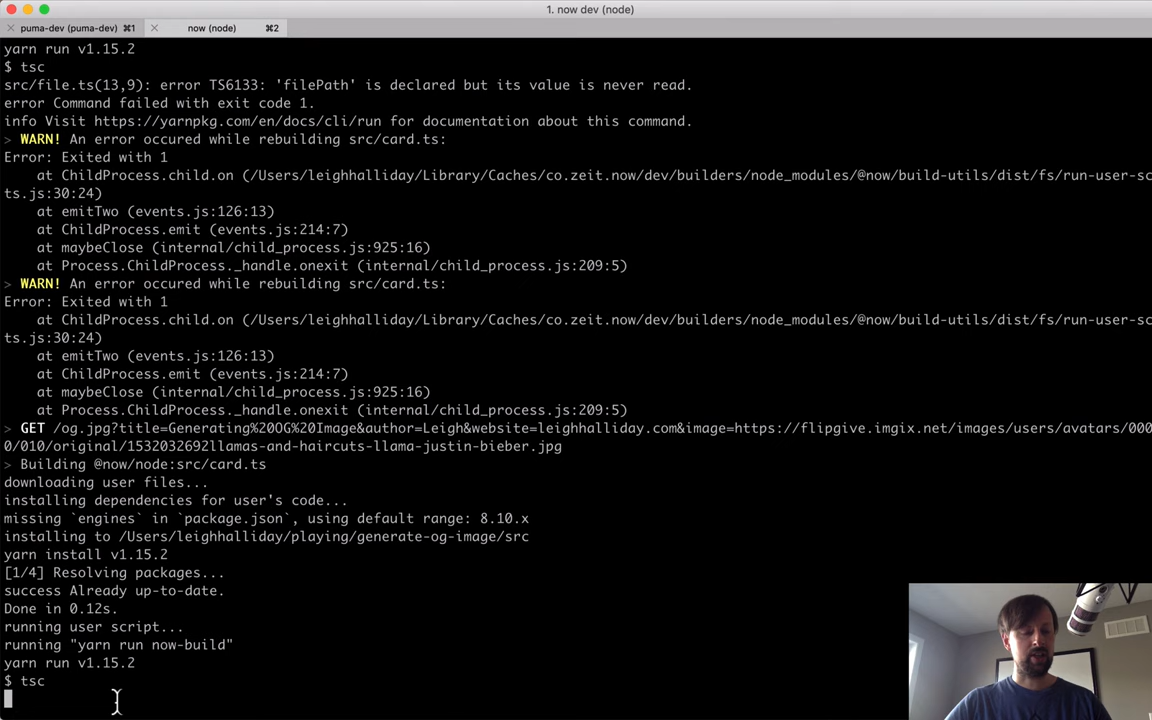 1. now dev (node)
puma-dev (puma-dev) ⌘1
now (node) ⌘2
yarn run v1.15.2
$ tsc
src/file.ts(13,9): error TS6133: 'filePath' is declared but its value is never read.
error Command failed with exit code 1.
info Visit https://yarnpkg.com/en/docs/cli/run for documentation about this command.
> WARN! An error occured while rebuilding src/card.ts:
Error: Exited with 1
at ChildProcess.child.on (/Users/leighhalliday/Library/Caches/co.zeit.now/dev/builders/node_modules/@now/build-utils/dist/fs/run-user-sc
ts.js:30:24)
at emitTwo (events.js:126:13)
at ChildProcess.emit (events.js:214:7)
at maybeClose (internal/child_process.js:925:16)
at Process.ChildProcess._handle.onexit (internal/child_process.js:209:5)
> WARN! An error occured while rebuilding src/card.ts:
Error: Exited with 1
at ChildProcess.child.on (/Users/leighhalliday/Library/Caches/co.zeit.now/dev/builders/node_modules/@now/build-utils/dist/fs/run-user-sc
ts.js:30:24)
at emitTwo (events.js:126:13)
at ChildProcess.emit (events.js:214:7)
at maybeClose (internal/child_process.js:925:16)
at Process.ChildProcess._handle.onexit (internal/child_process.js:209:5)
> GET /og.jpg?title=Generating%20OG%20Image&author=Leigh&website=leighhalliday.com&image=https://flipgive.imgix.net/images/users/avatars/000
0/010/original/1532032692llamas-and-haircuts-llama-justin-bieber.jpg
> Building @now/node:src/card.ts
downloading user files...
installing dependencies for user's code...
missing `engines` in `package.json`, using default range: 8.10.x
installing to /Users/leighhalliday/playing/generate-og-image/src
yarn install v1.15.2
[1/4] Resolving packages...
success Already up-to-date.
Done in 0.12s.
running user script...
running "yarn run now-build"
yarn run v1.15.2
$ tsc